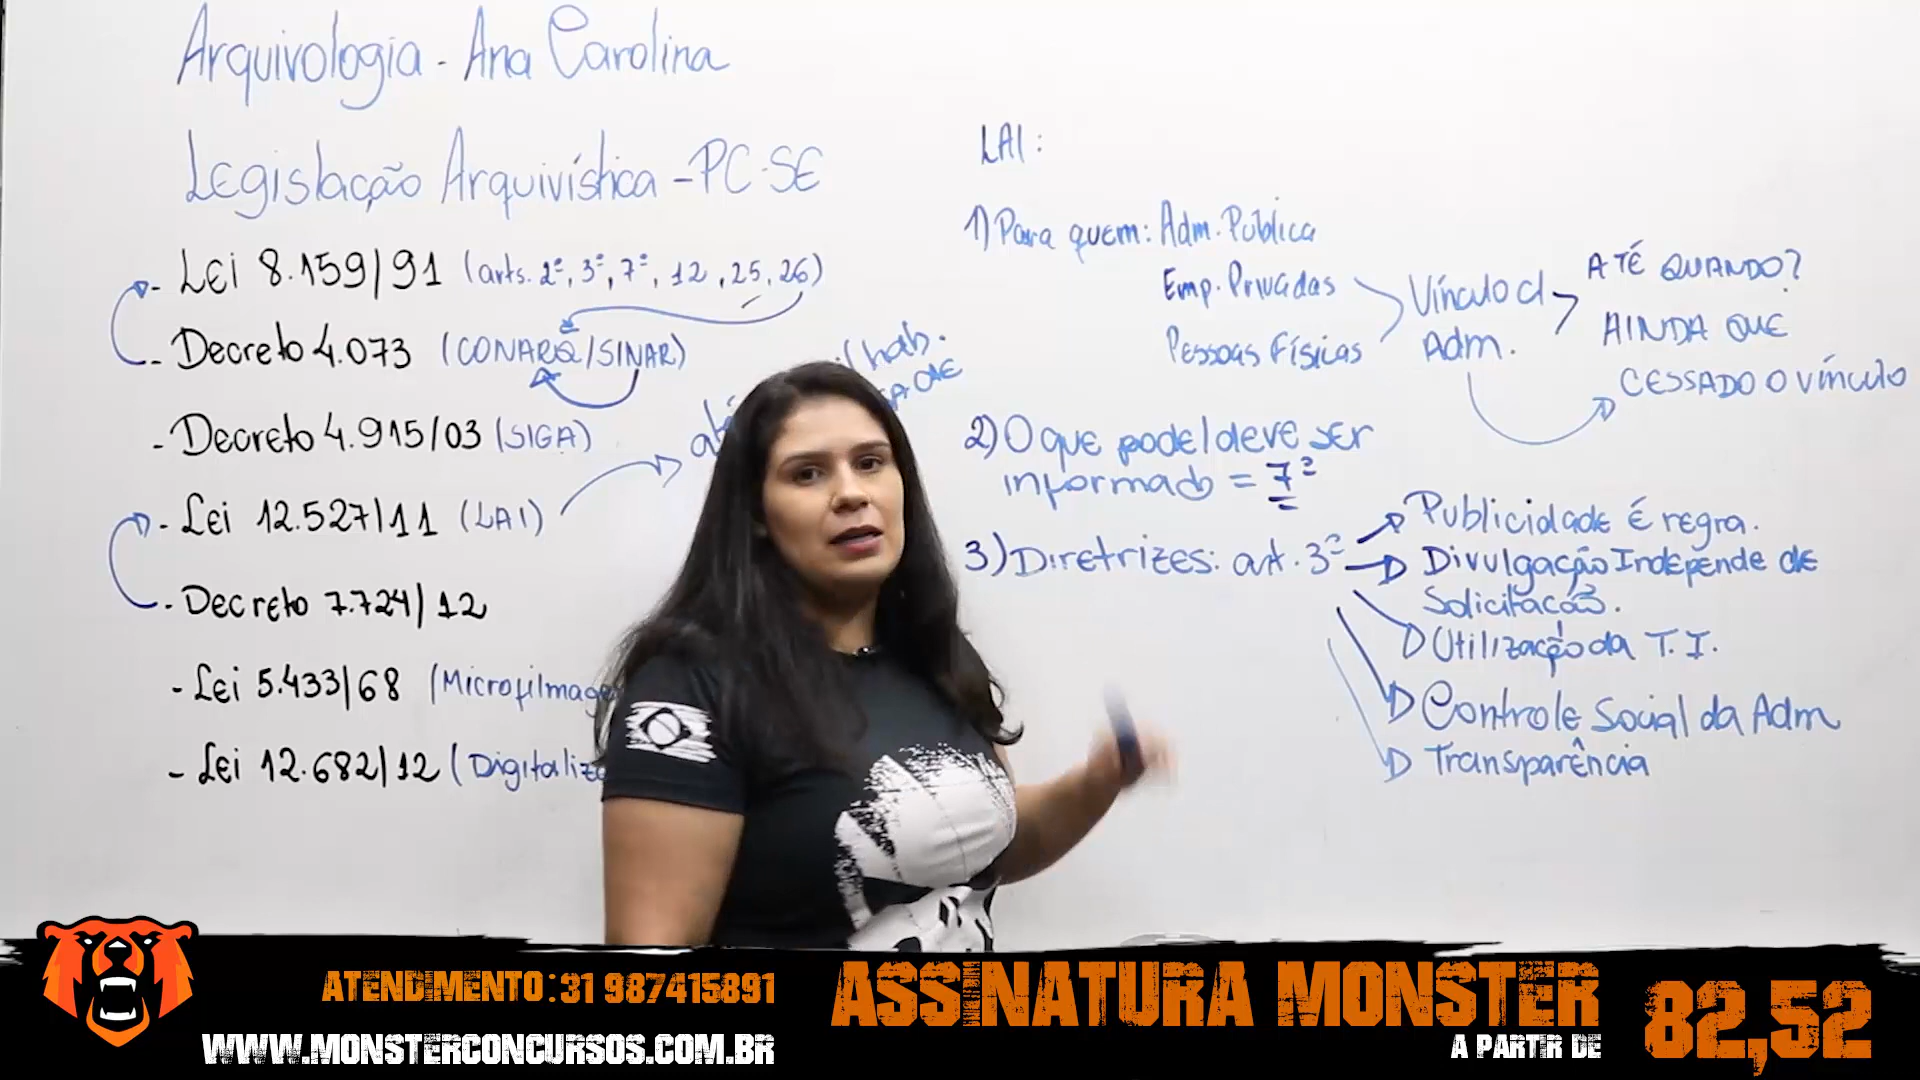 Arquivologia - Ana Carolina
Legislação Arquivística - PC-SE
- Lei 8.159/91 (arts. 2º, 3º, 7º, 12, 25, 26)
- Decreto 4.073 (CONARQ/SINAR)
- Decreto 4.915/03 (SIGA)
- Lei 12.527/11 (LAI)
- Decreto 7.724/12
- Lei 5.433/68 (Microfilmage
- Lei 12.682/12 (Digitaliza
hab.
LAI:
1) Para quem: Adm. Pública
Emp. Privadas
Pessoas Físicas
Vínculo c/
Adm.
ATÉ QUANDO?
AINDA QUE
CESSADO O VÍNCULO
2) O que pode/deve ser
informado = 7º
3) Diretrizes: art. 3º
Publicidade é regra.
Divulgação Independe de
Solicitação.
Utilização da T.I.
Controle Social da Adm
Transparência
ATENDIMENTO: 31 987415891
WWW.MONSTERCONCURSOS.COM.BR
ASSINATURA MONSTER
A PARTIR DE
82,52